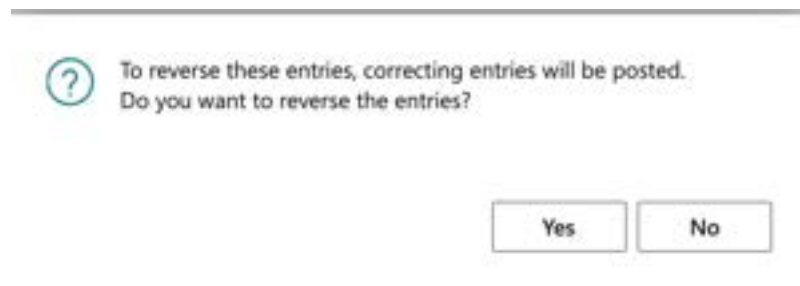 To reverse these entries, correcting entries will be posted.
Do you want to reverse the entries?
Yes No